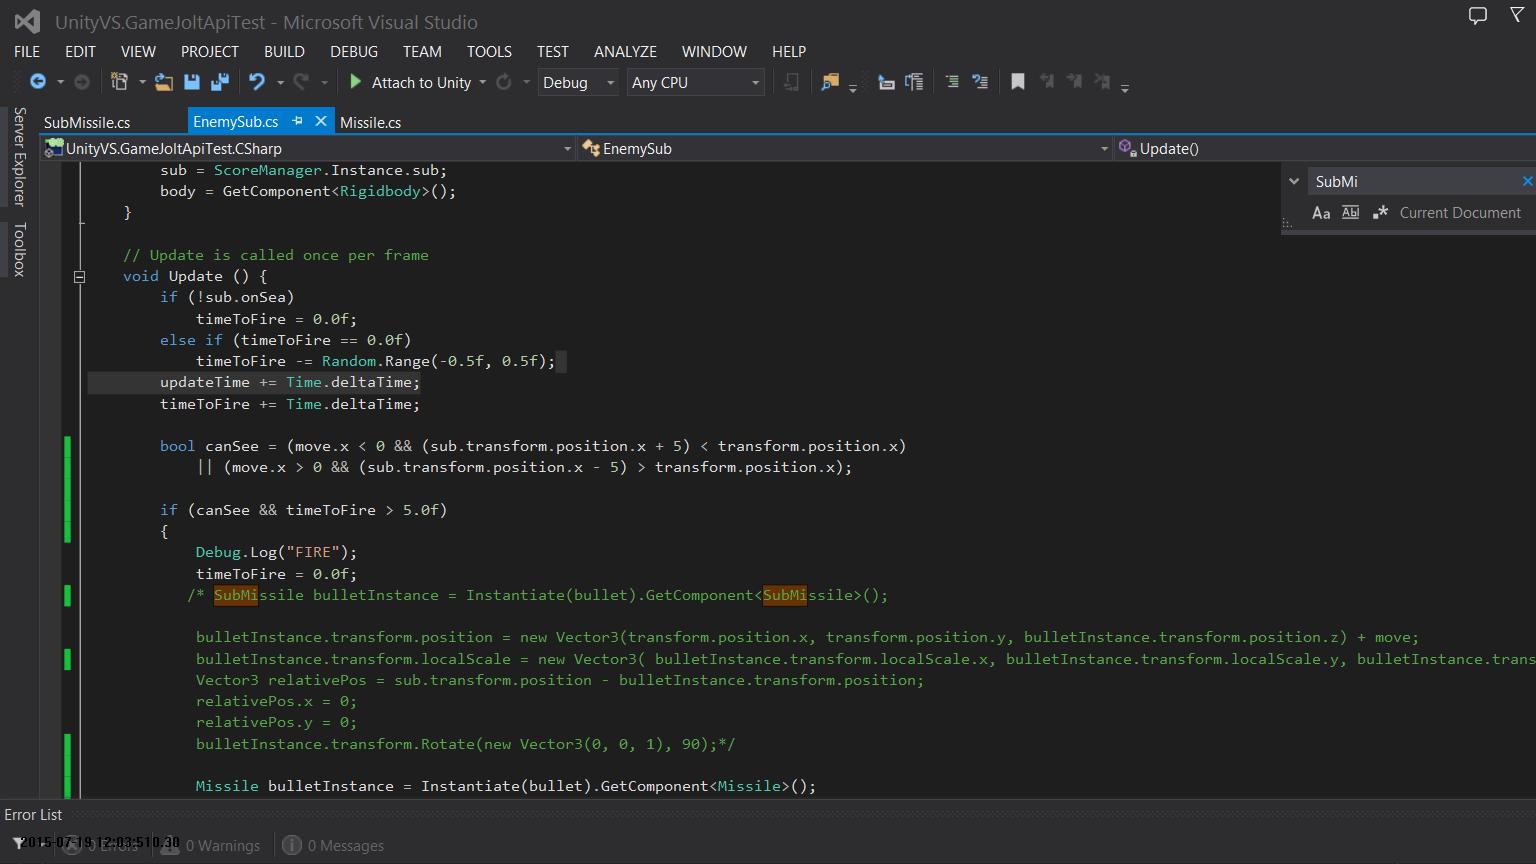 UnityVS.GameJoltApiTest - Microsoft Visual Studio
FILE EDIT VIEW PROJECT BUILD DEBUG TEAM TOOLS TEST ANALYZE WINDOW HELP
Attach to Unity Debug Any CPU
Server Explorer
Toolbox
SubMissile.cs EnemySub.cs Missile.cs
UnityVS.GameJoltApiTest.CSharp EnemySub Update()
SubMi
Aa Abl .* Current Document
sub = ScoreManager.Instance.sub;
body = GetComponent<Rigidbody>();
}
// Update is called once per frame
void Update () {
if (!sub.onSea)
timeToFire = 0.0f;
else if (timeToFire == 0.0f)
timeToFire -= Random.Range(-0.5f, 0.5f);
updateTime += Time.deltaTime;
timeToFire += Time.deltaTime;
bool canSee = (move.x < 0 && (sub.transform.position.x + 5) < transform.position.x)
|| (move.x > 0 && (sub.transform.position.x - 5) > transform.position.x);
if (canSee && timeToFire > 5.0f)
{
Debug.Log("FIRE");
timeToFire = 0.0f;
/* SubMissile bulletInstance = Instantiate(bullet).GetComponent<SubMissile>();
bulletInstance.transform.position = new Vector3(transform.position.x, transform.position.y, bulletInstance.transform.position.z) + move;
bulletInstance.transform.localScale = new Vector3( bulletInstance.transform.localScale.x, bulletInstance.transform.localScale.y, bulletInstance.trans
Vector3 relativePos = sub.transform.position - bulletInstance.transform.position;
relativePos.x = 0;
relativePos.y = 0;
bulletInstance.transform.Rotate(new Vector3(0, 0, 1), 90);*/
Missile bulletInstance = Instantiate(bullet).GetComponent<Missile>();
Error List
2015-07-19 12:03:510.30
0 Errors 0 Warnings 0 Messages